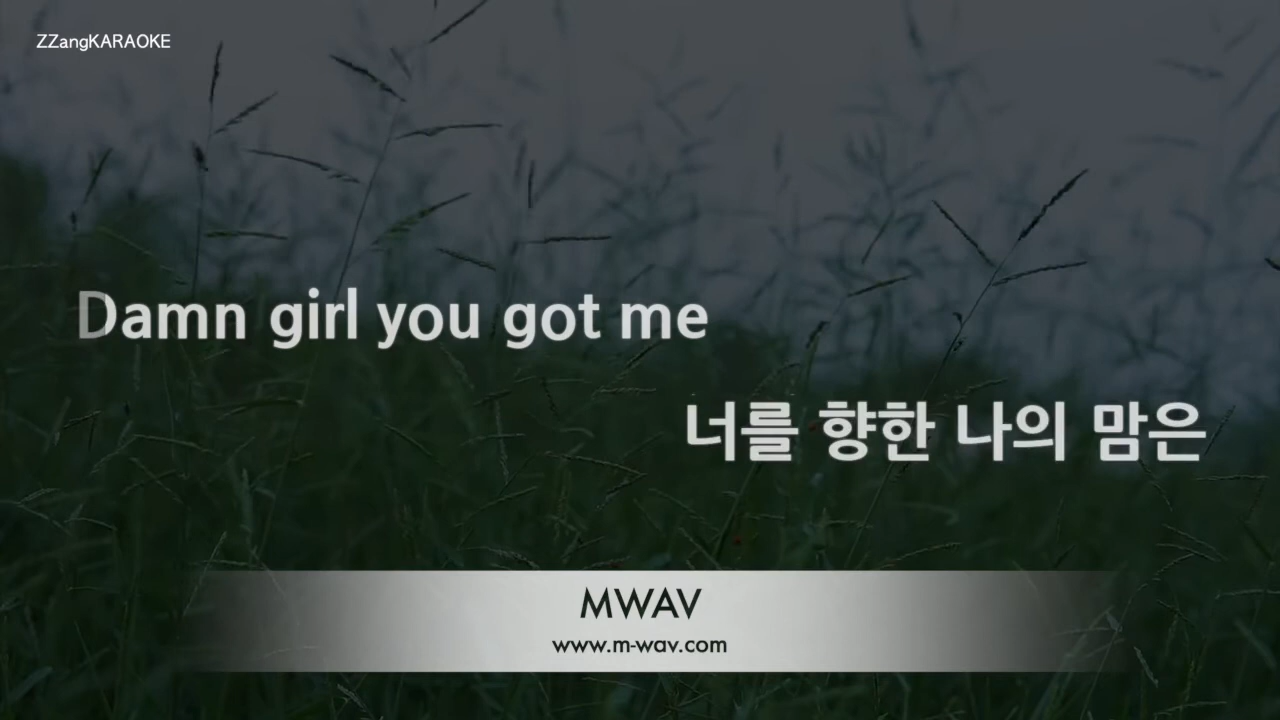 ZZangKARAOKE
Damn girl you got me
너를 향한 나의 맘은
MWAV
www.m-wav.com